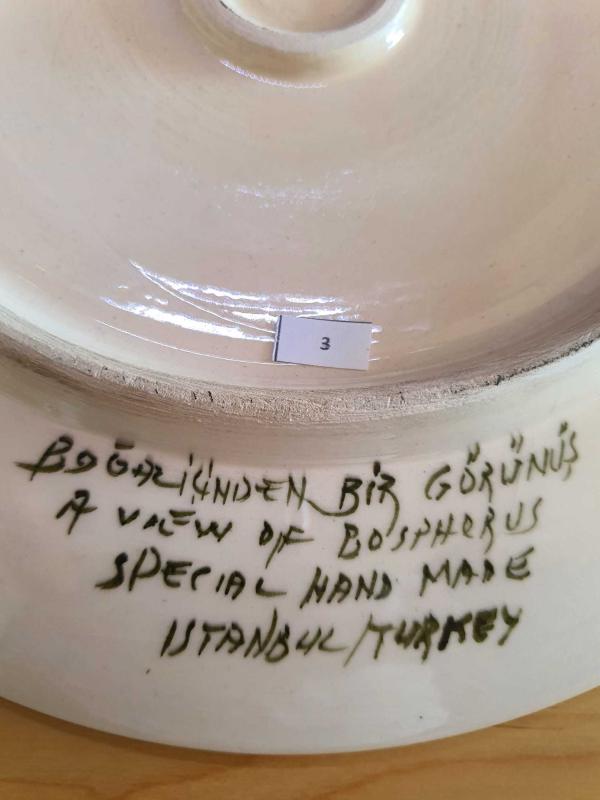 3
BOĞAZİÇİNDEN BİR GÖRÜNÜŞ
A VIEW OF BOSPHORUS
SPECIAL HAND MADE
ISTANBUL/TURKEY